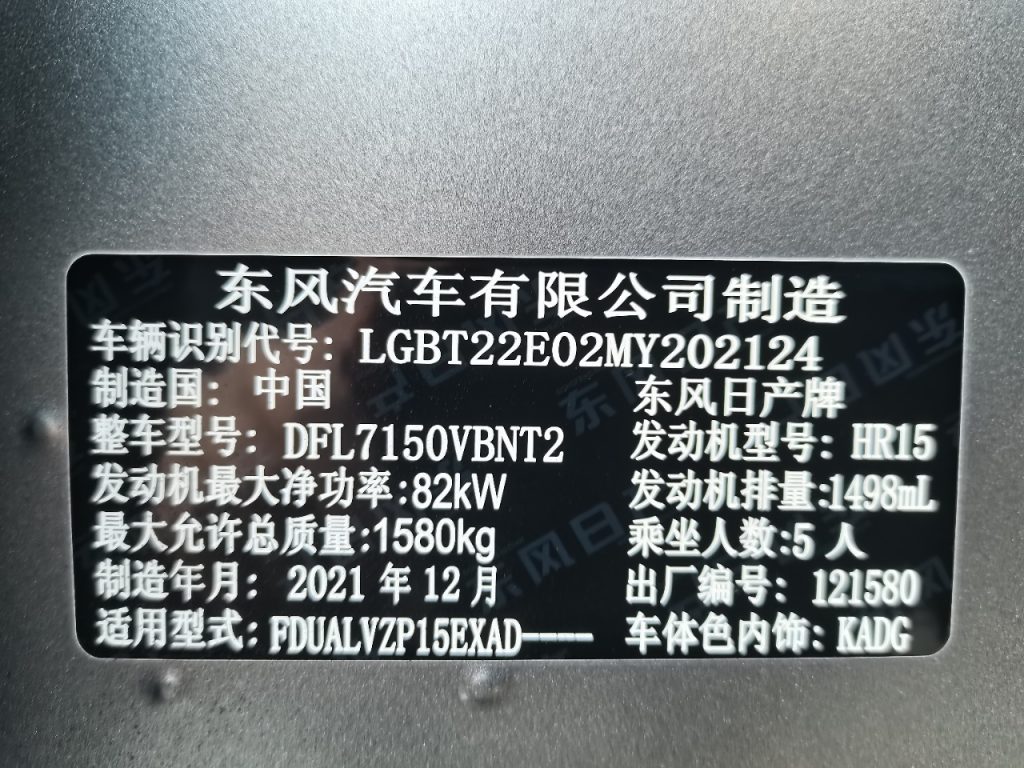 东风汽车有限公司制造
车辆识别代号: LGBT22E02MY202124
制造国: 中国 东风日产牌
整车型号: DFL7150VBNT2 发动机型号: HR15
发动机最大净功率:82kW 发动机排量:1498mL
最大允许总质量:1580kg 乘坐人数:5 人
制造年月: 2021 年 12 月 出厂编号: 121580
适用型式: FDUALVZP15EXAD---- 车体色内饰: KADG